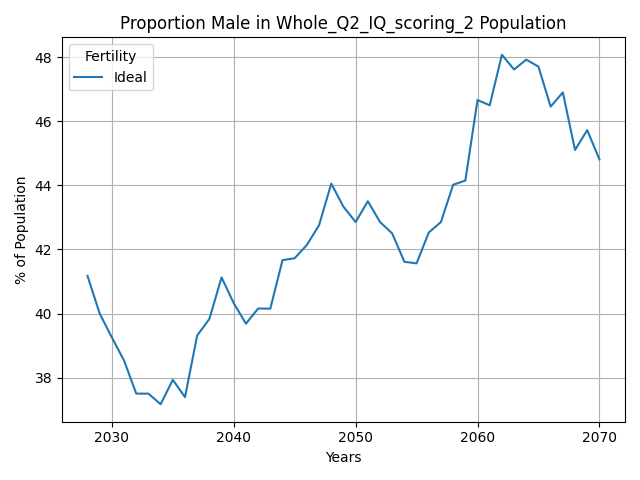 Proportion Male in Whole_Q2_IQ_scoring_2 Population
Fertility
Ideal
% of Population
48
46
44
42
40
38
2030 2040 2050 2060 2070
Years